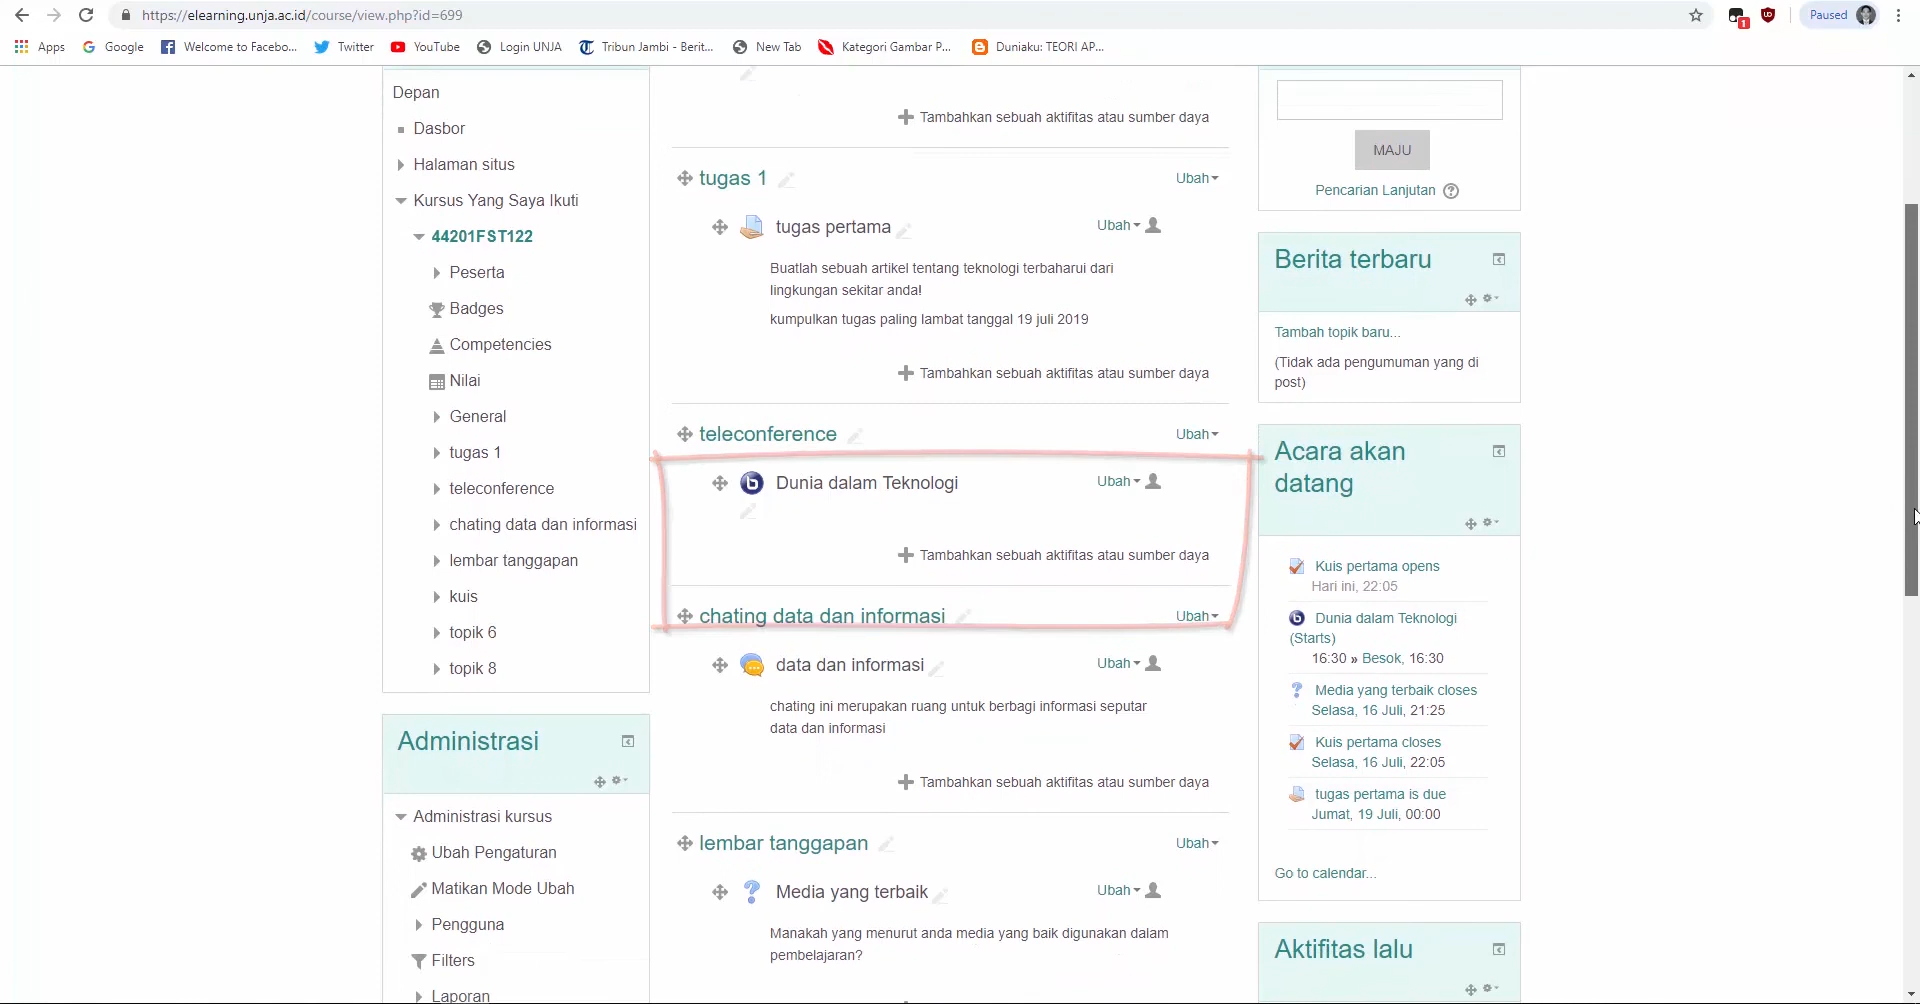 https://elearning.unja.ac.id/course/view.php?id=699
Paused
Apps
Google
Welcome to Facebo...
Twitter
YouTube
Login UNJA
Tribun Jambi - Berit...
New Tab
Kategori Gambar P...
Duniaku: TEORI AP...
Depan
Dasbor
Halaman situs
Kursus Yang Saya Ikuti
44201FST122
Peserta
Badges
Competencies
Nilai
General
tugas 1
teleconference
chating data dan informasi
lembar tanggapan
kuis
topik 6
topik 8
Administrasi
Administrasi kursus
Ubah Pengaturan
Matikan Mode Ubah
Pengguna
Filters
Laporan
Tambahkan sebuah aktifitas atau sumber daya
tugas 1
Ubah
tugas pertama
Ubah
Buatlah sebuah artikel tentang teknologi terbaharui dari
lingkungan sekitar anda!
kumpulkan tugas paling lambat tanggal 19 juli 2019
Tambahkan sebuah aktifitas atau sumber daya
teleconference
Ubah
Dunia dalam Teknologi
Ubah
Tambahkan sebuah aktifitas atau sumber daya
chating data dan informasi
Ubah
data dan informasi
Ubah
chating ini merupakan ruang untuk berbagi informasi seputar
data dan informasi
Tambahkan sebuah aktifitas atau sumber daya
lembar tanggapan
Ubah
Media yang terbaik
Ubah
Manakah yang menurut anda media yang baik digunakan dalam
pembelajaran?
MAJU
Pencarian Lanjutan
Berita terbaru
Tambah topik baru...
(Tidak ada pengumuman yang di
post)
Acara akan
datang
Kuis pertama opens
Hari ini, 22:05
Dunia dalam Teknologi
(Starts)
16:30 » Besok, 16:30
Media yang terbaik closes
Selasa, 16 Juli, 21:25
Kuis pertama closes
Selasa, 16 Juli, 22:05
tugas pertama is due
Jumat, 19 Juli, 00:00
Go to calendar...
Aktifitas lalu